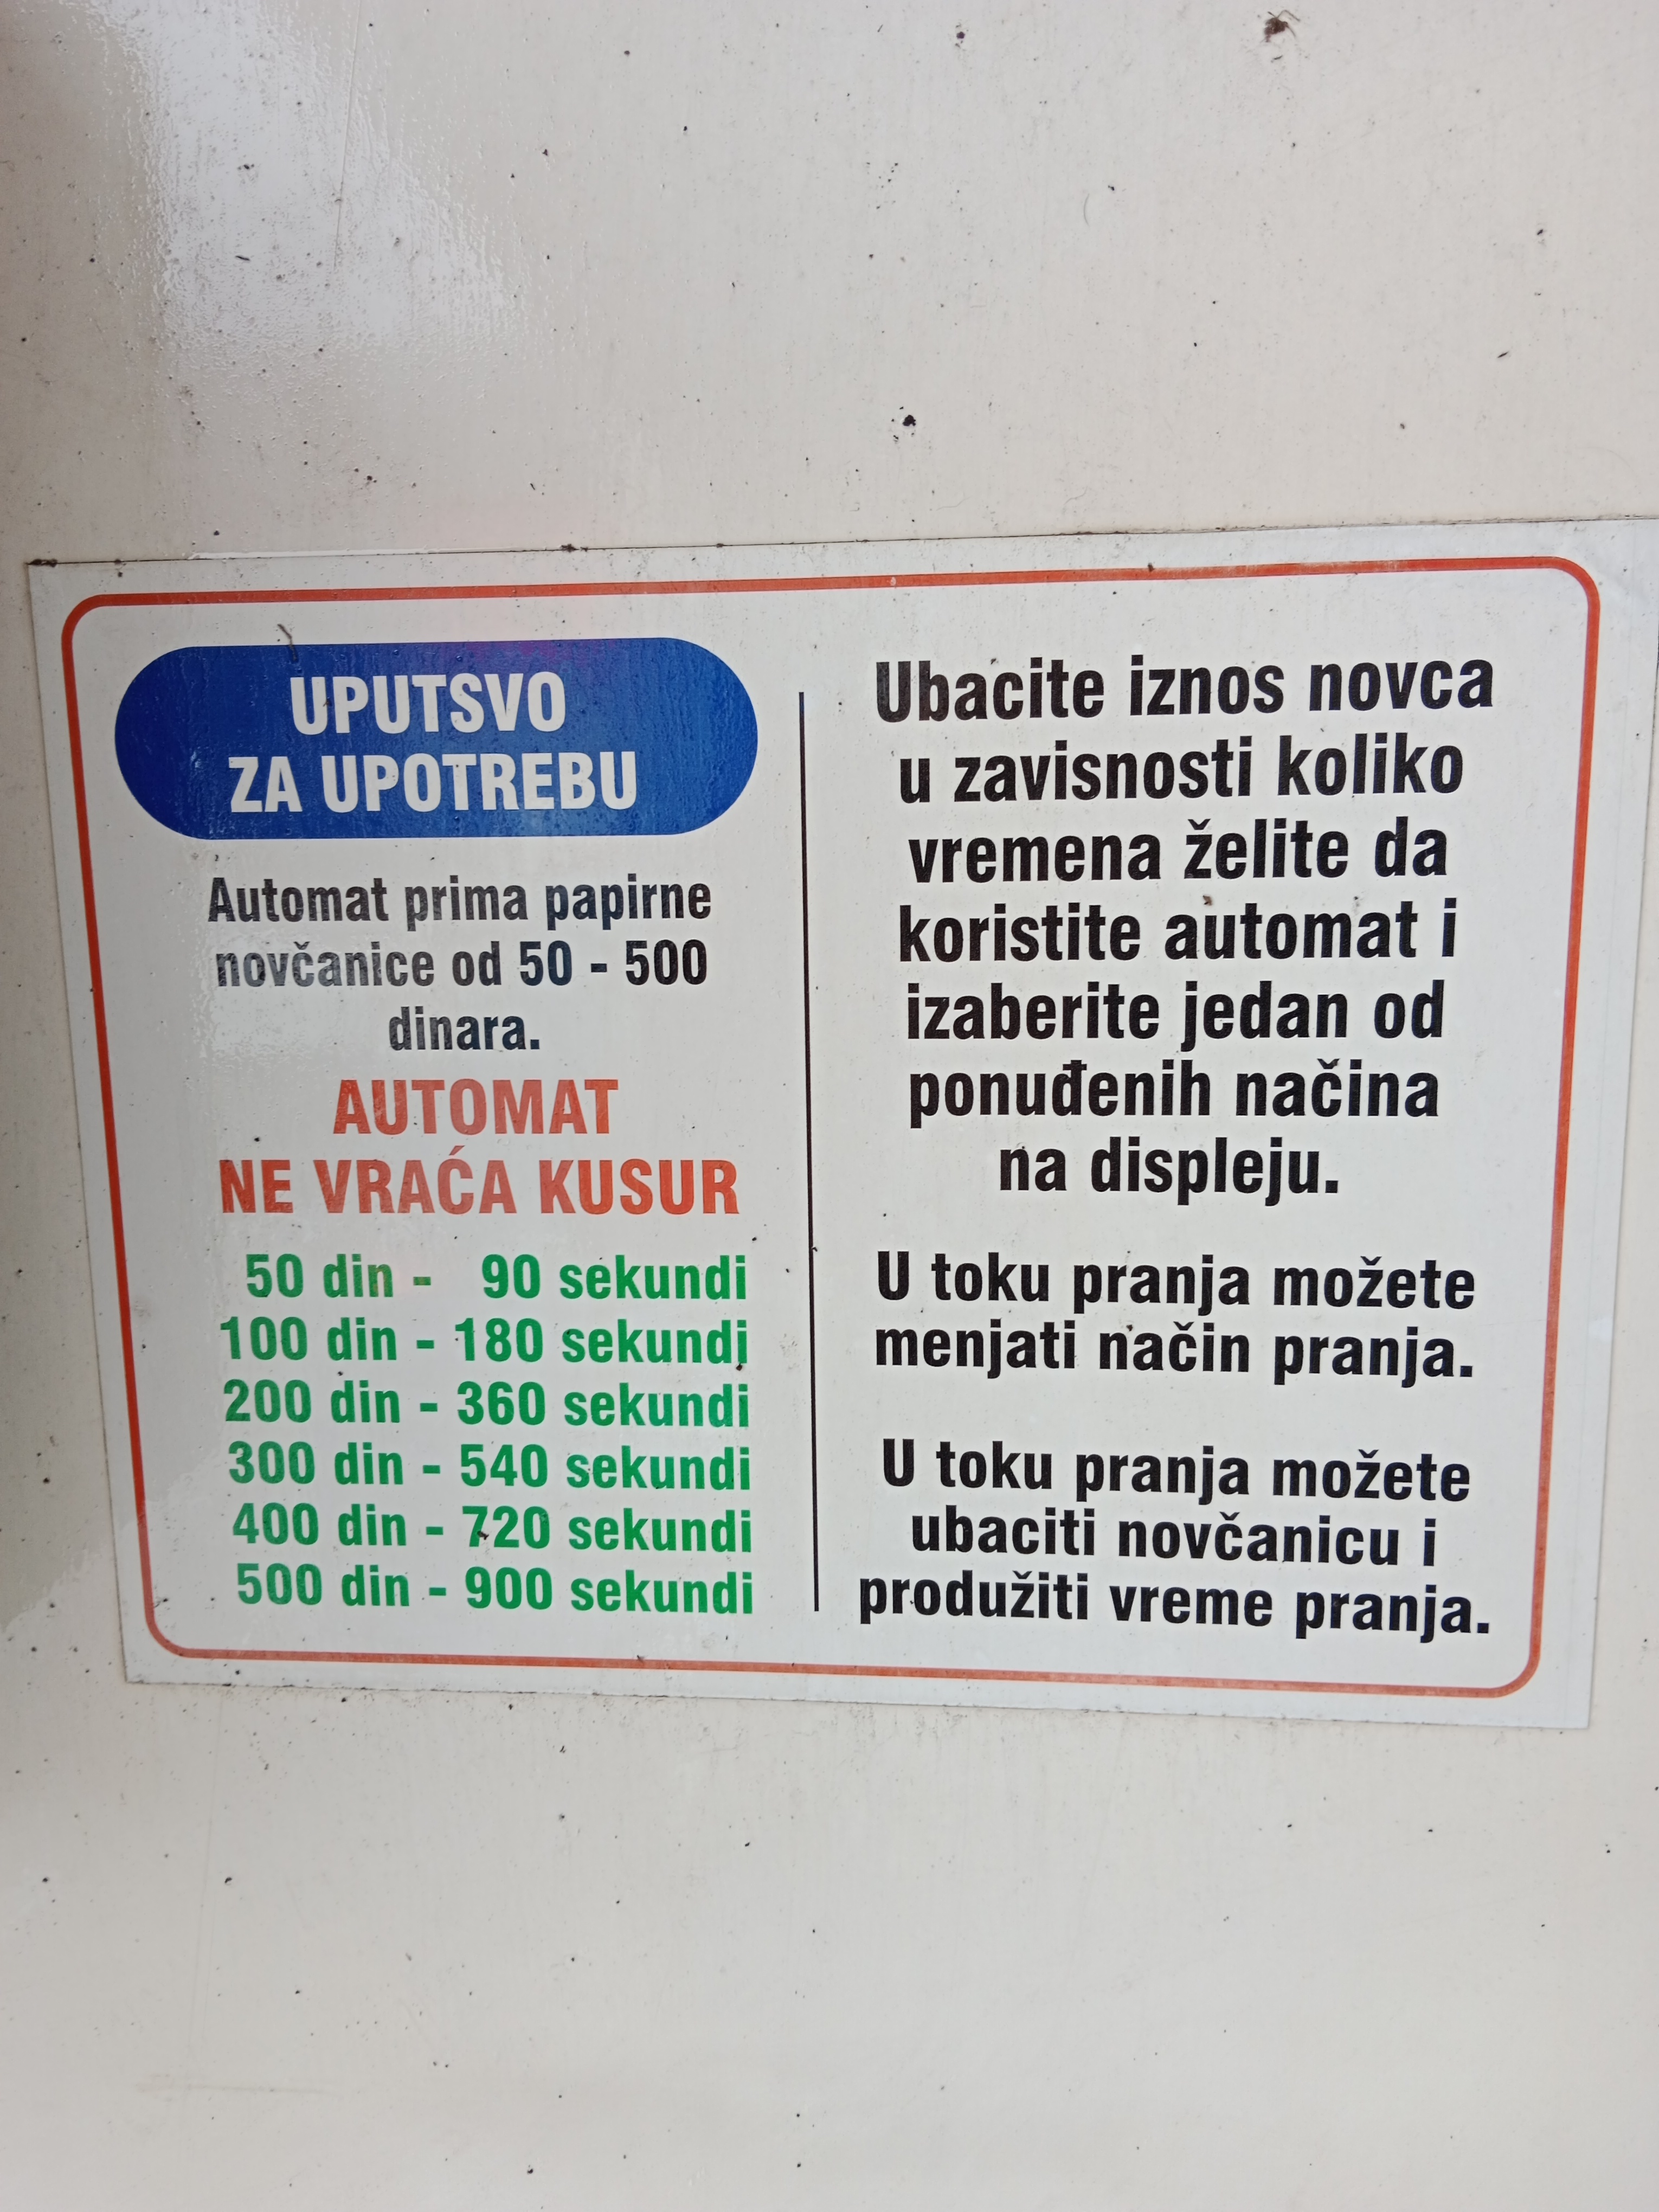 UPUTSVO
ZA UPOTREBU
Automat prima papirne
novčanice od 50 - 500
dinara.
AUTOMAT
NE VRAĆA KUSUR
50 din - 90 sekundi
100 din - 180 sekundi
200 din - 360 sekundi
300 din - 540 sekundi
400 din - 720 sekundi
500 din - 900 sekundi
Ubacite iznos novca
u zavisnosti koliko
vremena želite da
koristite automat i
izaberite jedan od
ponuđenih načina
na displeju.
U toku pranja možete
menjati način pranja.
U toku pranja možete
ubaciti novčanicu i
produžiti vreme pranja.